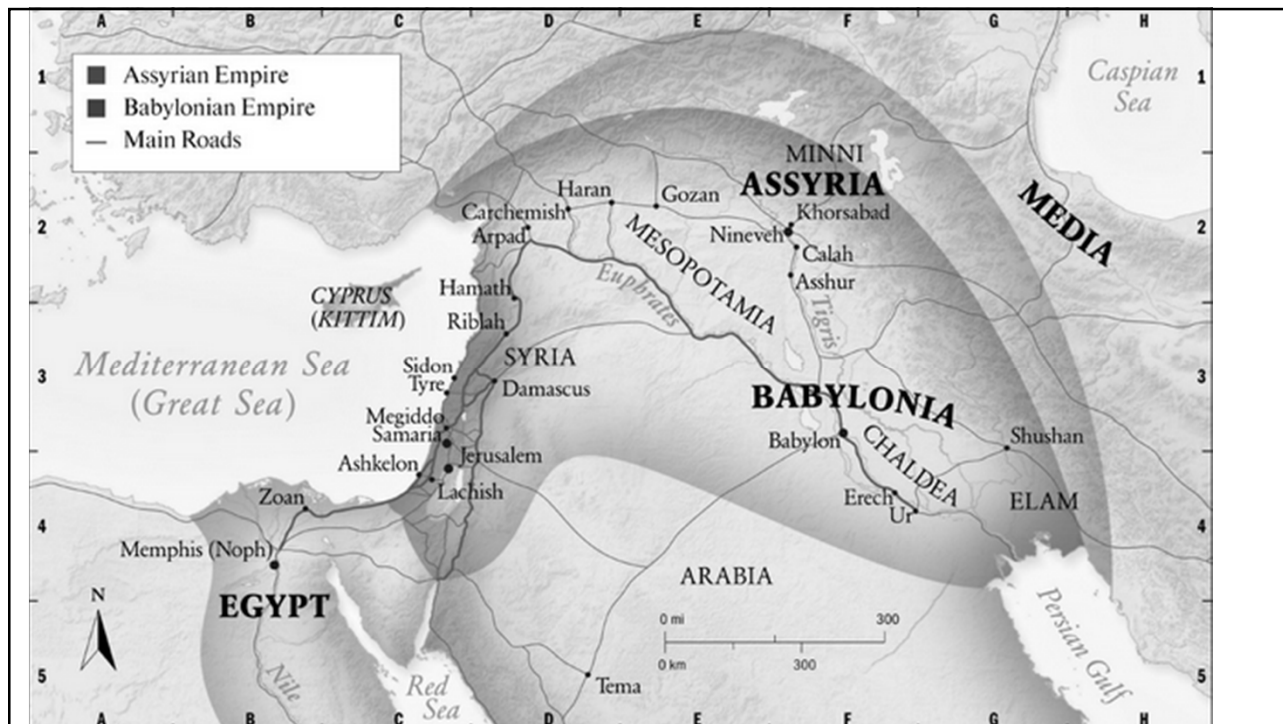 A B C D E F G H
1 1
Assyrian Empire
Babylonian Empire
Main Roads
Caspian
Sea
MINNI
ASSYRIA
MEDIA
Haran
Gozan
Khorsabad
Carchemish
2 2
Arpad
Nineveh
MESOPOTAMIA
Calah
Euphrates
Asshur
Hamath
Tigris
CYPRUS
(KITTIM)
Riblah
Mediterranean Sea
(Great Sea)
SYRIA
Sidon
Tyre
3 3
Damascus
BABYLONIA
Megiddo
Samaria
Babylon
CHALDEA
Shushan
Jerusalem
Ashkelon
Lachish
Zoan
Erech
Ur
ELAM
4 4
Memphis (Noph)
ARABIA
EGYPT
N
0 mi 300
0 km 300
Persian Gulf
Nile
Red
Sea
Tema
5 5
A B C D E F G H